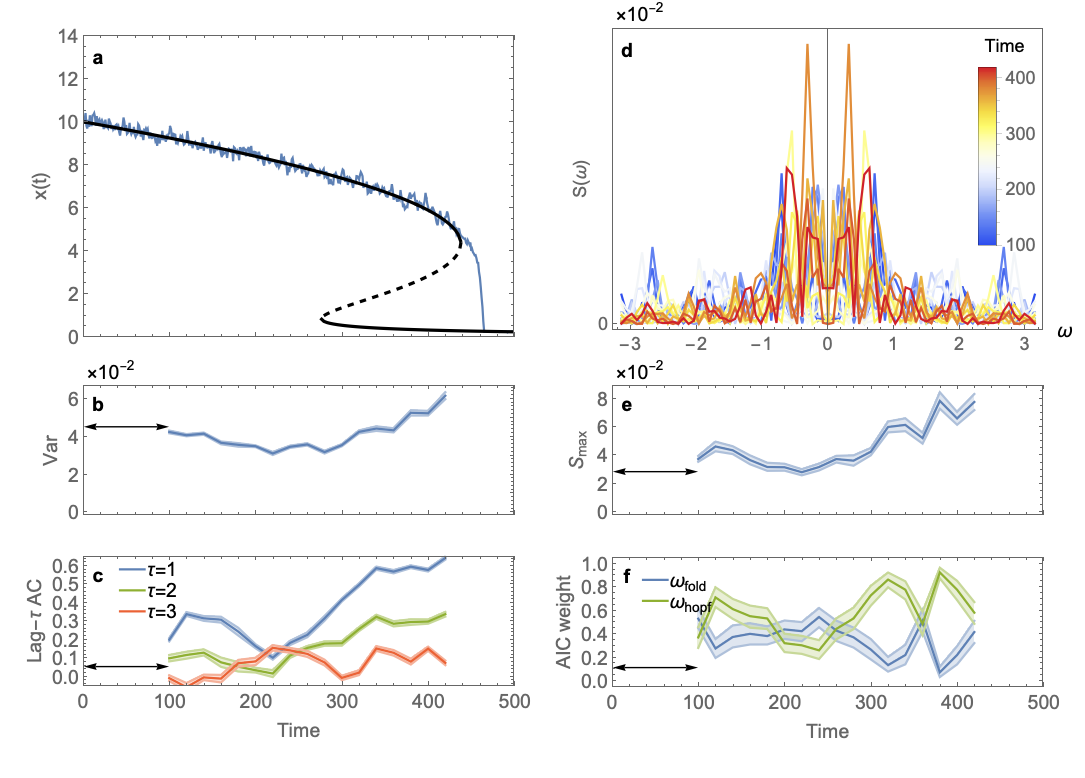 a
14
12
10
8
6
4
2
0
x(t)
×10⁻²
b
6
4
2
0
Var
c
τ=1
τ=2
τ=3
0.6
0.5
0.4
0.3
0.2
0.1
0.0
Lag−τ AC
0 100 200 300 400 500
Time
×10⁻²
d
Time
400
300
200
100
S(ω)
0
−3 −2 −1 0 1 2 3 ω
×10⁻²
e
8
6
4
2
0
Smax
f
ωfold
ωhopf
1.0
0.8
0.6
0.4
0.2
0.0
AIC weight
0 100 200 300 400 500
Time